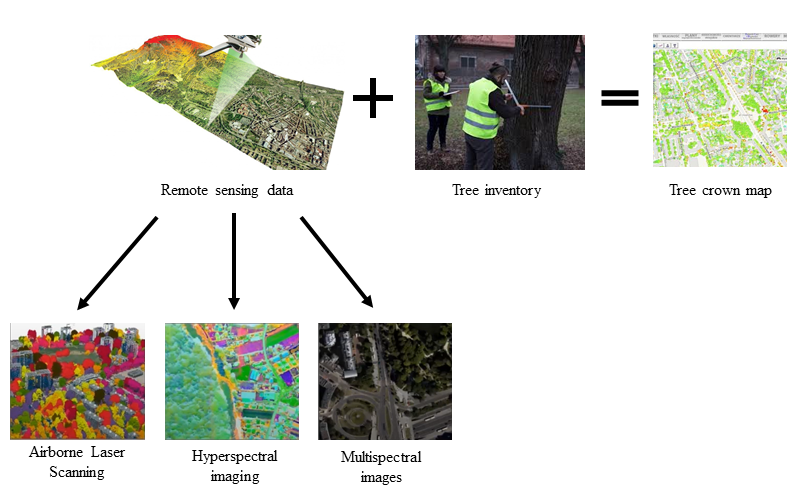 Remote sensing data
Tree inventory
Tree crown map
Airborne Laser
Scanning
Hyperspectral
imaging
Multispectral
images